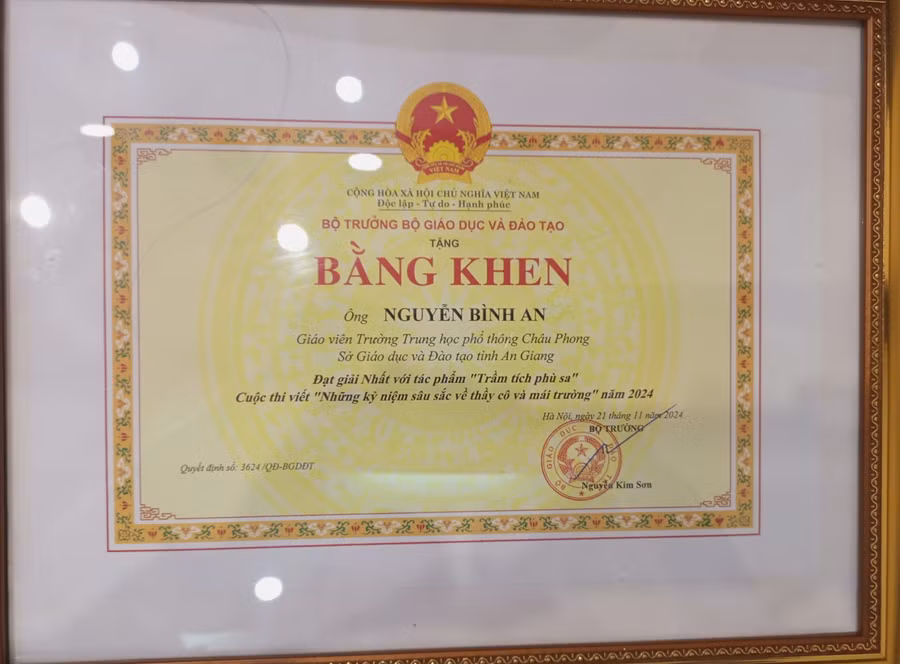 VIỆT NAM
CỘNG HÒA XÃ HỘI CHỦ NGHĨA VIỆT NAM
Độc lập - Tự do - Hạnh phúc
BỘ TRƯỞNG BỘ GIÁO DỤC VÀ ĐÀO TẠO
TẶNG
BẰNG KHEN
Ông NGUYỄN BÌNH AN
Giáo viên Trường Trung học phổ thông Châu Phong
Sở Giáo dục và Đào tạo tỉnh An Giang
Đạt giải Nhất với tác phẩm "Trầm tích phù sa"
Cuộc thi viết "Những kỷ niệm sâu sắc về thầy cô và mái trường" năm 2024
Hà Nội, ngày 21 tháng 11 năm 2024
BỘ TRƯỞNG
BỘ GIÁO DỤC
Quyết định số: 3624 /QĐ-BGDĐT
Nguyễn Kim Sơn